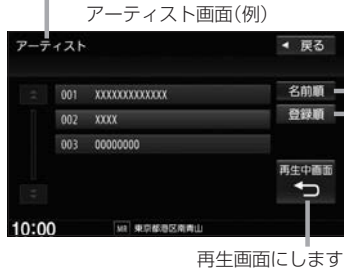 アーティスト画面(例)
アーティスト
◀ 戻る
001 XXXXXXXXXXXXX
名前順
002 XXXX
登録順
003 00000000
再生中画面
10:00
MR 東京都港区南青山
再生画面にします